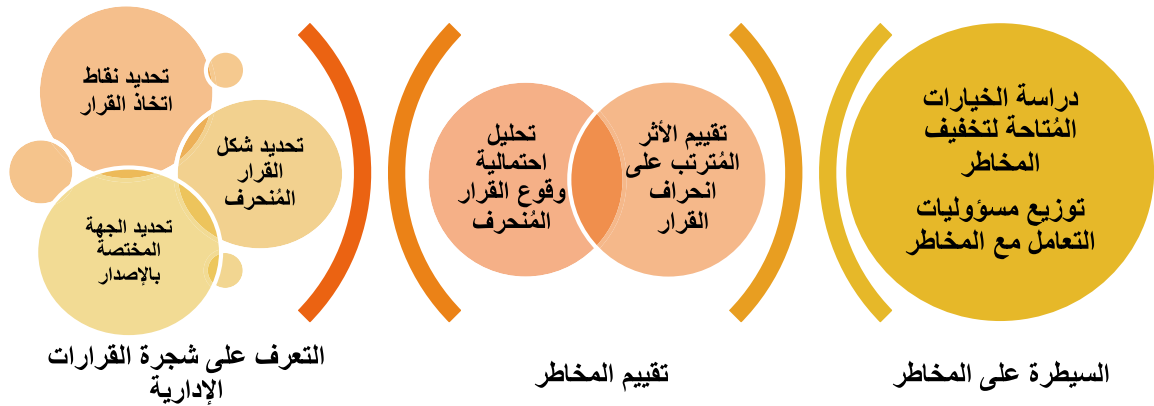 تحديد نقاط
اتخاذ القرار
تحديد شكل
القرار
المُنحرف
تحديد الجهة
المختصة
بالإصدار
التعرف على شجرة القرارات
الإدارية
تحليل
احتمالية
وقوع القرار
المُنحرف
تقييم الأثر
المُترتب على
انحراف
القرار
تقييم المخاطر
دراسة الخيارات
المُتاحة لتخفيف
المخاطر
توزيع مسؤوليات
التعامل مع المخاطر
السيطرة على المخاطر